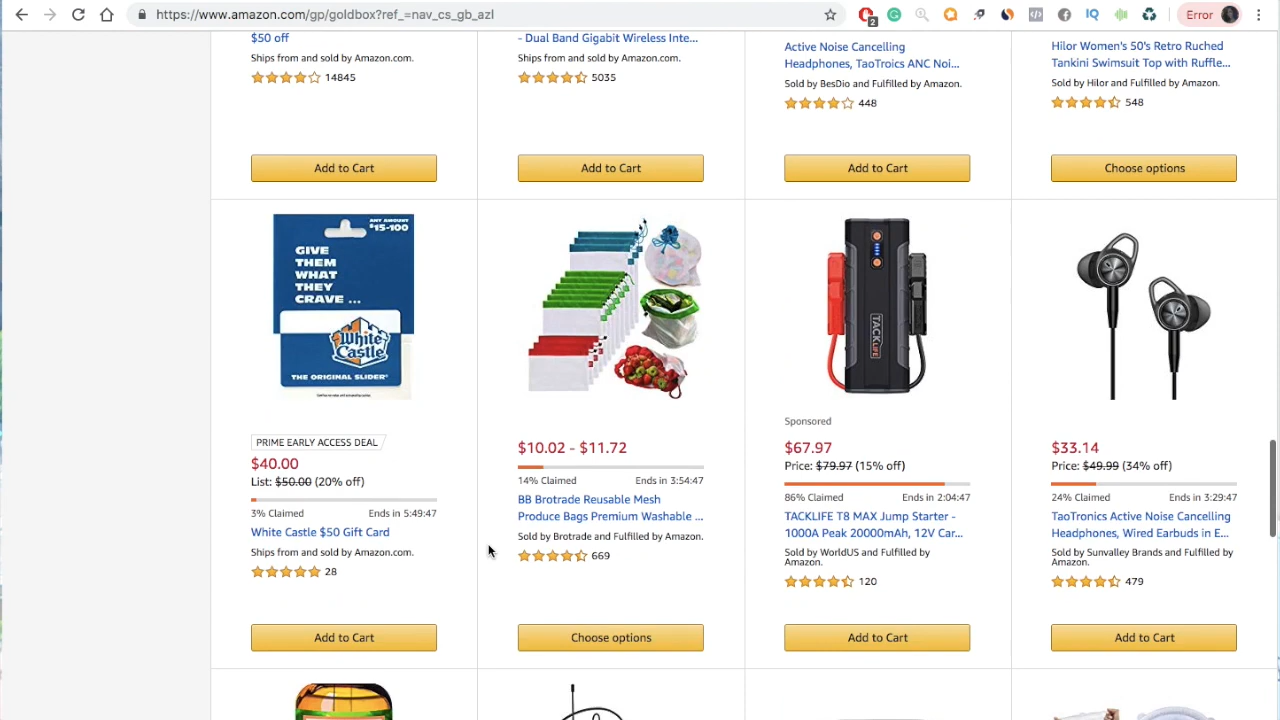 https://www.amazon.com/gp/goldbox?ref_=nav_cs_gb_azl
2
IQ
Error
$50 off
Ships from and sold by Amazon.com.
14845
Add to Cart
- Dual Band Gigabit Wireless Inte...
Ships from and sold by Amazon.com.
5035
Add to Cart
Active Noise Cancelling
Headphones, TaoTroics ANC Noi...
Sold by BesDio and Fulfilled by Amazon.
448
Add to Cart
Hilor Women's 50's Retro Ruched
Tankini Swimsuit Top with Ruffle...
Sold by Hilor and Fulfilled by Amazon.
548
Choose options
ANY AMOUNT
$15-100
GIVE
THEM
WHAT
THEY
CRAVE ...
White
Castle
THE ORIGINAL SLIDER®
PRIME EARLY ACCESS DEAL
$40.00
List: $50.00 (20% off)
3% Claimed Ends in 5:49:47
White Castle $50 Gift Card
Ships from and sold by Amazon.com.
28
Add to Cart
$10.02 - $11.72
14% Claimed Ends in 3:54:47
BB Brotrade Reusable Mesh
Produce Bags Premium Washable ...
Sold by Brotrade and Fulfilled by Amazon.
669
Choose options
TACKLIFE
Sponsored
$67.97
Price: $79.97 (15% off)
86% Claimed Ends in 2:04:47
TACKLIFE T8 MAX Jump Starter -
1000A Peak 20000mAh, 12V Car...
Sold by WorldUS and Fulfilled by
Amazon.
120
Add to Cart
$33.14
Price: $49.99 (34% off)
24% Claimed Ends in 3:29:47
TaoTronics Active Noise Cancelling
Headphones, Wired Earbuds in E...
Sold by Sunvalley Brands and Fulfilled by
Amazon.
479
Add to Cart